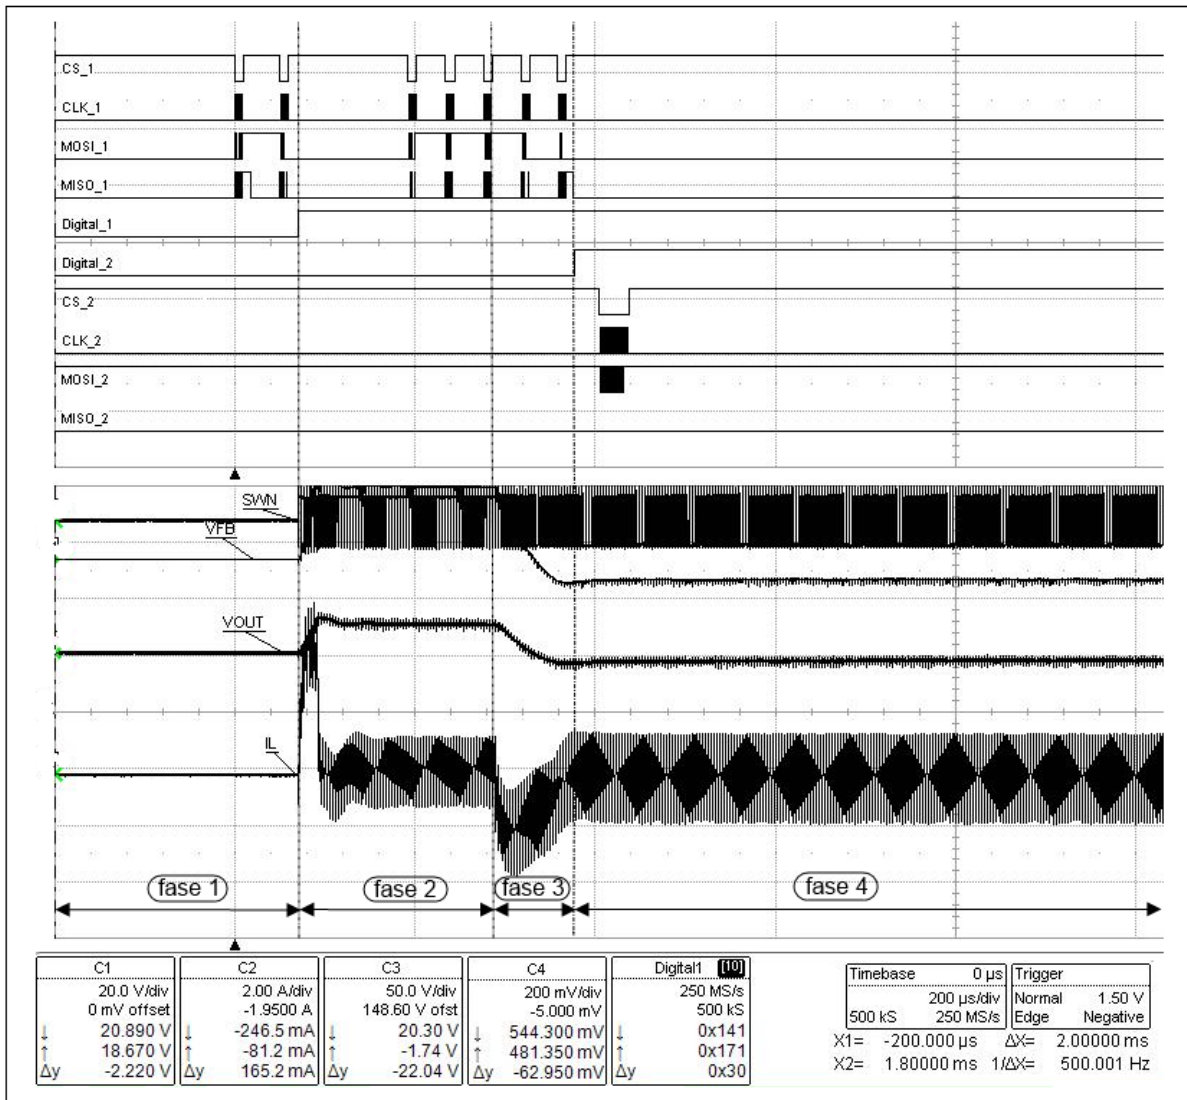 CS_1
CLK_1
MOSI_1
MISO_1
Digital_1
Digital_2
CS_2
CLK_2
MOSI_2
MISO_2
SWN
VFB
VOUT
IL
fase 1
fase 2
fase 3
fase 4
C1
20.0 V/div
0 mV offset
↓ 20.890 V
↑ 18.670 V
Δy -2.220 V
C2
2.00 A/div
-1.9500 A
↓ -246.5 mA
↑ -81.2 mA
Δy 165.2 mA
C3
50.0 V/div
148.60 V ofst
↓ 20.30 V
↑ -1.74 V
Δy -22.04 V
C4
200 mV/div
-5.000 mV
↓ 544.300 mV
↑ 481.350 mV
Δy -62.950 mV
Digital1 [10]
250 MS/s
500 kS
↓ 0x141
↑ 0x171
Δy 0x30
Timebase 0 µs
200 µs/div
500 kS 250 MS/s
Trigger
Normal 1.50 V
Edge Negative
X1= -200.000 µs ΔX= 2.00000 ms
X2= 1.80000 ms 1/ΔX= 500.001 Hz